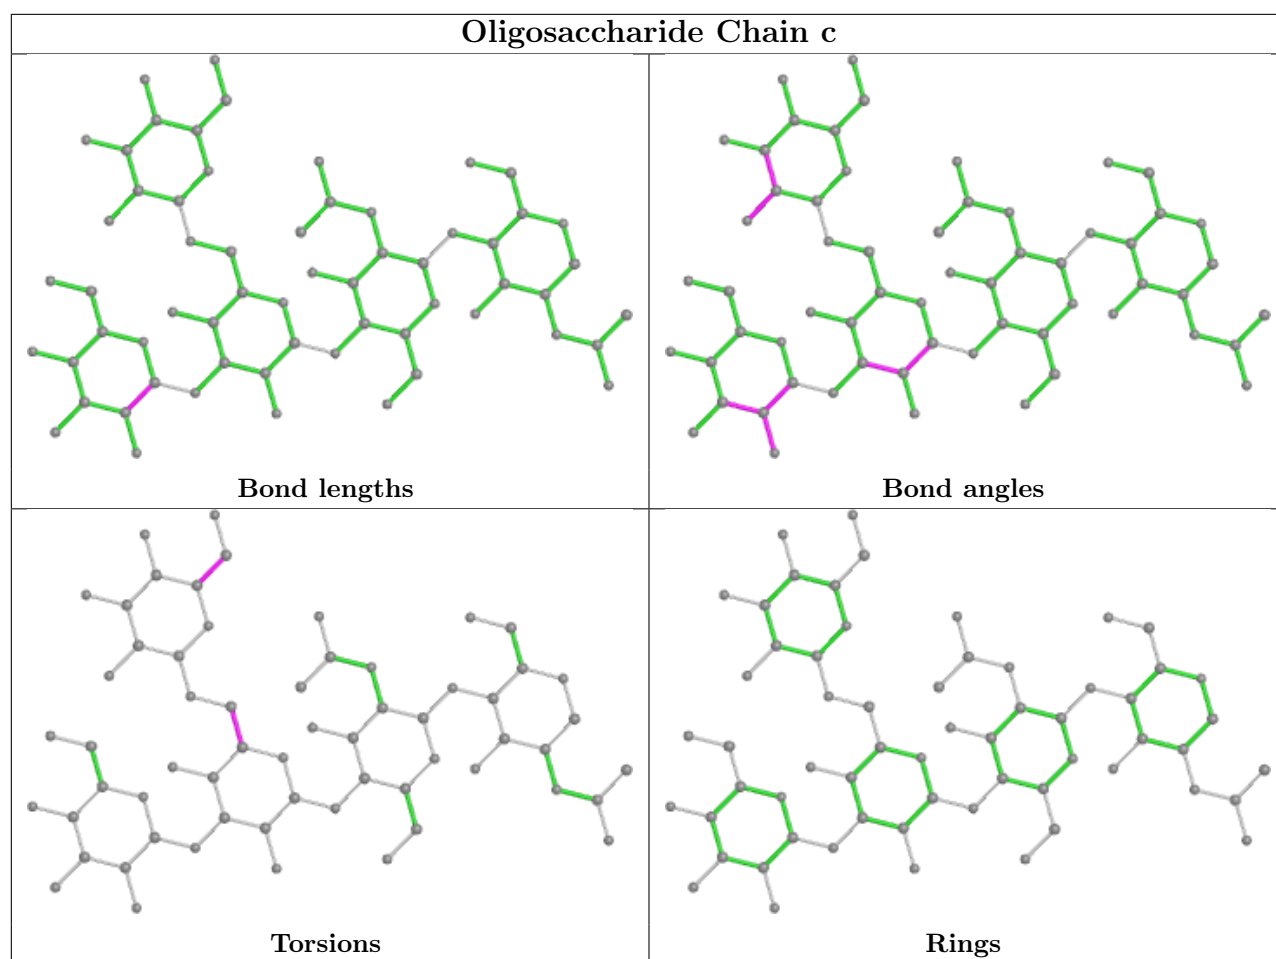 Oligosaccharide Chain c
Bond lengths
Bond angles
Torsions
Rings